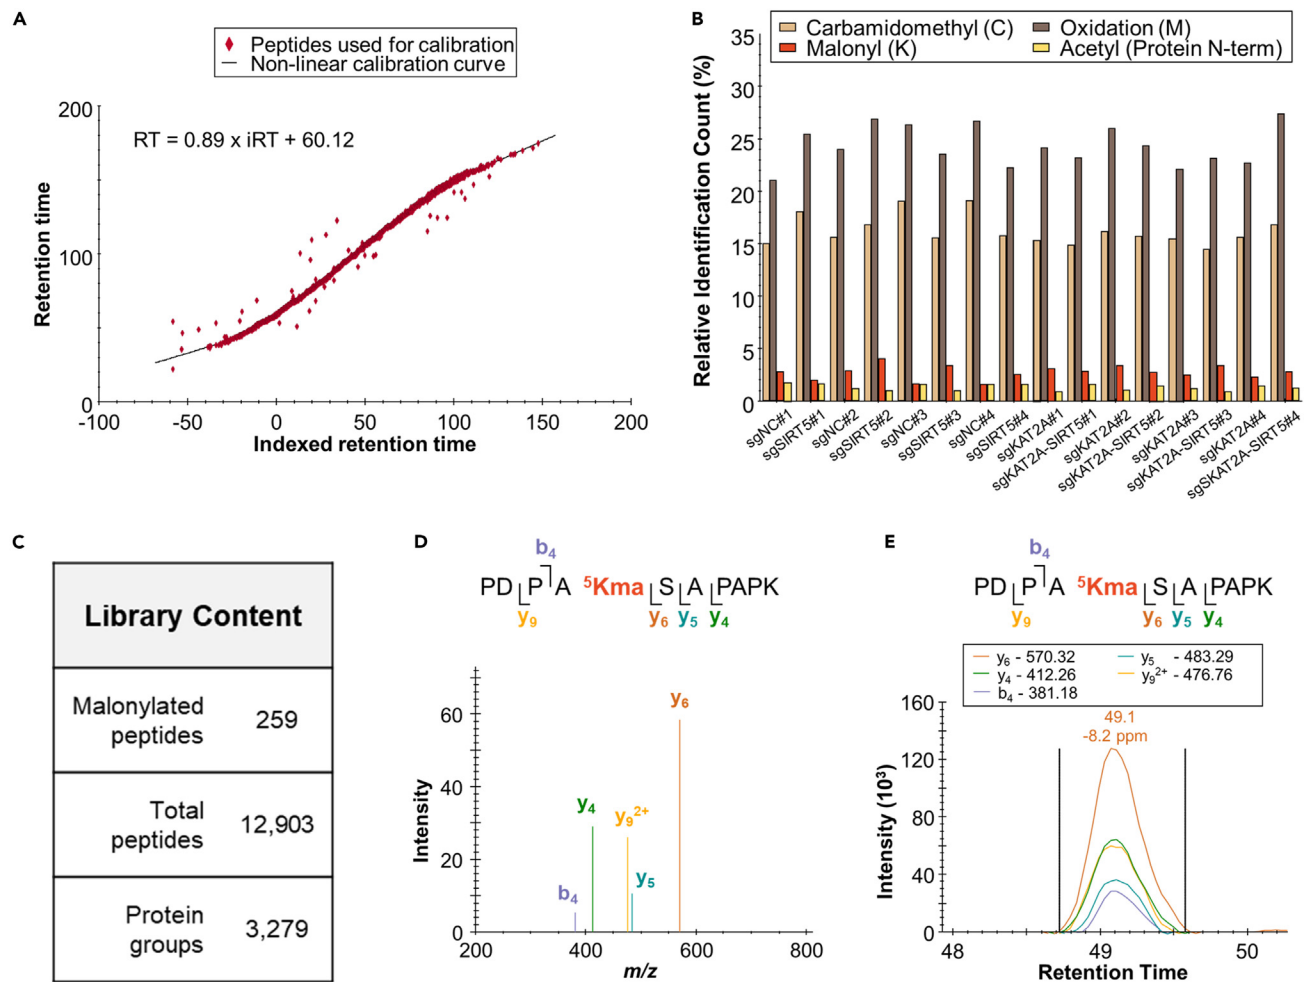 A
Peptides used for calibration
Non-linear calibration curve
RT = 0.89 x iRT + 60.12
Retention time
200
100
0
-100
-50
0
50
100
150
200
Indexed retention time
B
Carbamidomethyl (C)
Oxidation (M)
Malonyl (K)
Acetyl (Protein N-term)
Relative Identification Count (%)
35
30
25
20
15
10
5
0
sgNC#1
sgSIRT5#1
sgNC#2
sgSIRT5#2
sgNC#3
sgSIRT5#3
sgNC#4
sgSIRT5#4
sgKAT2A#1
sgKAT2A-SIRT5#1
sgKAT2A#2
sgKAT2A-SIRT5#2
sgKAT2A#3
sgKAT2A-SIRT5#3
sgKAT2A#4
sgSKAT2A-SIRT5#4
C
Library Content
Malonylated peptides 259
Total peptides 12,903
Protein groups 3,279
D
b4
PD P A ⁵Kma S A PAPK
y9 y6 y5 y4
Intensity
60
40
20
0
b4
y4
y9²⁺
y5
y6
200
400
600
800
m/z
E
b4
PD P A ⁵Kma S A PAPK
y9 y6 y5 y4
y6 - 570.32
y5 - 483.29
y4 - 412.26
y9²⁺ - 476.76
b4 - 381.18
49.1
-8.2 ppm
Intensity (10³)
160
120
80
40
0
48
49
50
Retention Time